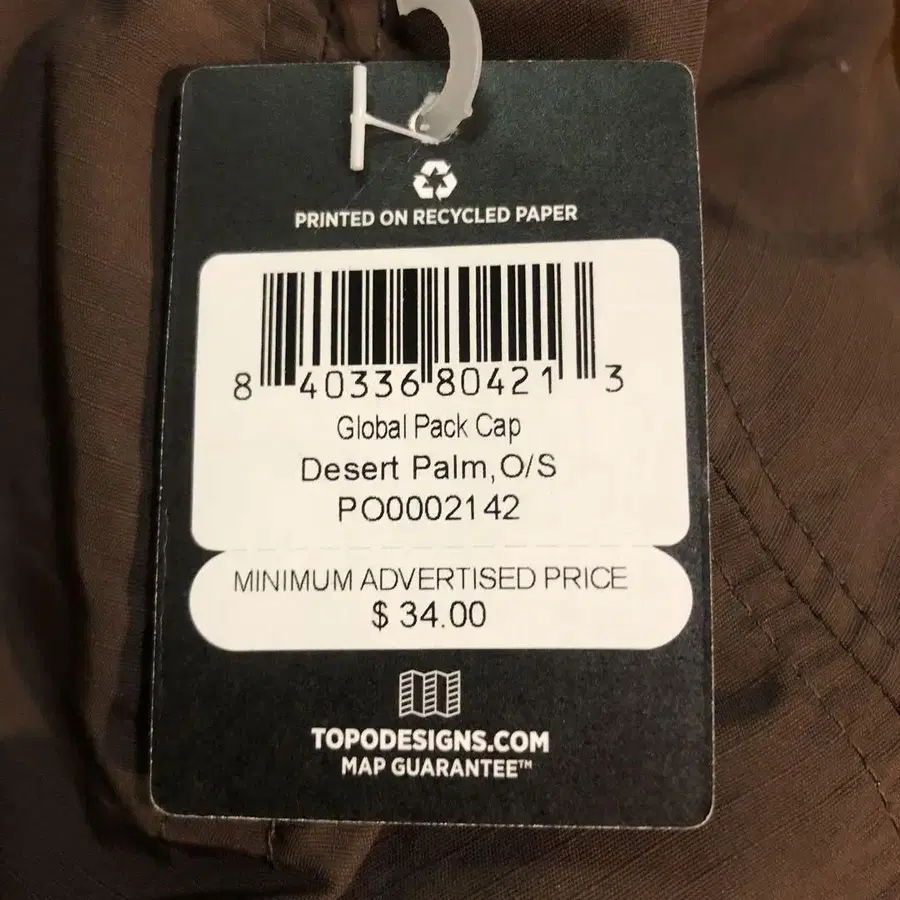 PRINTED ON RECYCLED PAPER
8 40336 80421 3
Global Pack Cap
Desert Palm,O/S
PO0002142
MINIMUM ADVERTISED PRICE
$ 34.00
TOPODESIGNS.COM
MAP GUARANTEE™